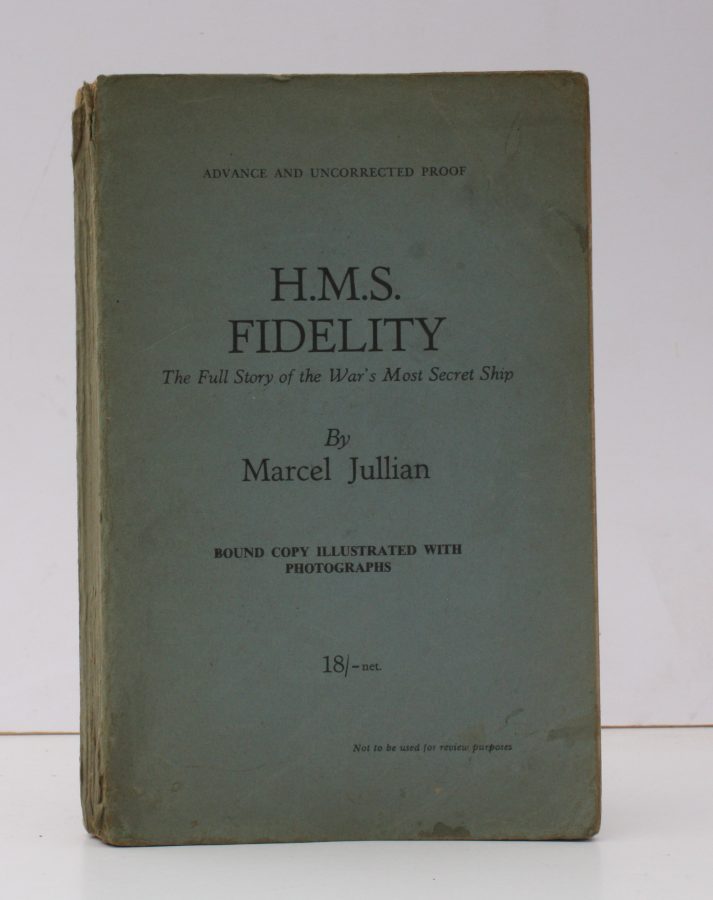 ADVANCE AND UNCORRECTED PROOF
H.M.S.
FIDELITY
The Full Story of the War's Most Secret Ship
By
Marcel Jullian
BOUND COPY ILLUSTRATED WITH
PHOTOGRAPHS
18/- net.
Not to be used for review purposes